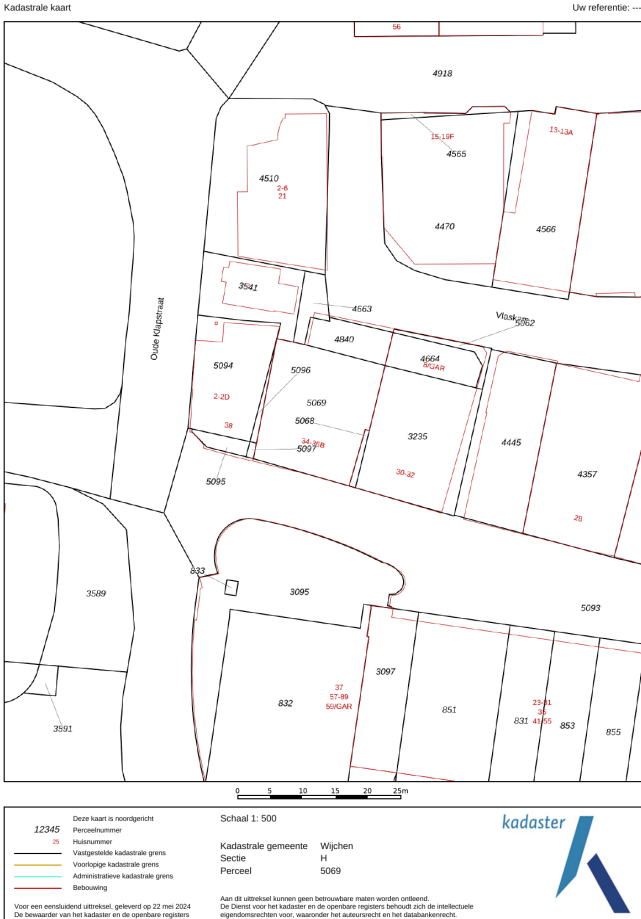 Kadastrale kaart
Uw referentie: ---
56
4918
15-19F
4565
13-13A
4510
2-6
21
4470
4566
3541
4663
Vlaskam
5062
Oude Klapstraat
4840
4664
8/GAR
5094
5096
5069
2-2D
5068
38
34-36B
5097
3235
4445
30-32
4357
5095
28
833
3589
3095
5093
3097
37
57-89
59/GAR
832
851
23-31
35
41-55
831
853
855
3591
0 5 10 15 20 25m
Deze kaart is noordgericht
12345 Perceelnummer
25 Huisnummer
Vastgestelde kadastrale grens
Voorlopige kadastrale grens
Administratieve kadastrale grens
Bebouwing
Voor een eensluidend uittreksel, geleverd op 22 mei 2024
De bewaarder van het kadaster en de openbare registers
Schaal 1: 500
Kadastrale gemeente Wijchen
Sectie H
Perceel 5069
Aan dit uittreksel kunnen geen betrouwbare maten worden ontleend.
De Dienst voor het kadaster en de openbare registers behoudt zich de intellectuele
eigendomsrechten voor, waaronder het auteursrecht en het databankenrecht.
kadaster